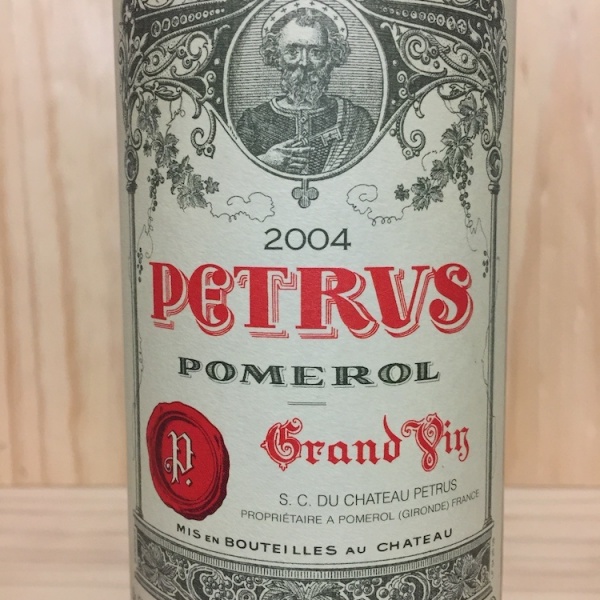 2004
PETRVS
POMEROL
Grand Vin
P.
S. C. DU CHATEAU PETRUS
PROPRIÉTAIRE A POMEROL (GIRONDE) FRANCE
MIS EN BOUTEILLES AU CHATEAU